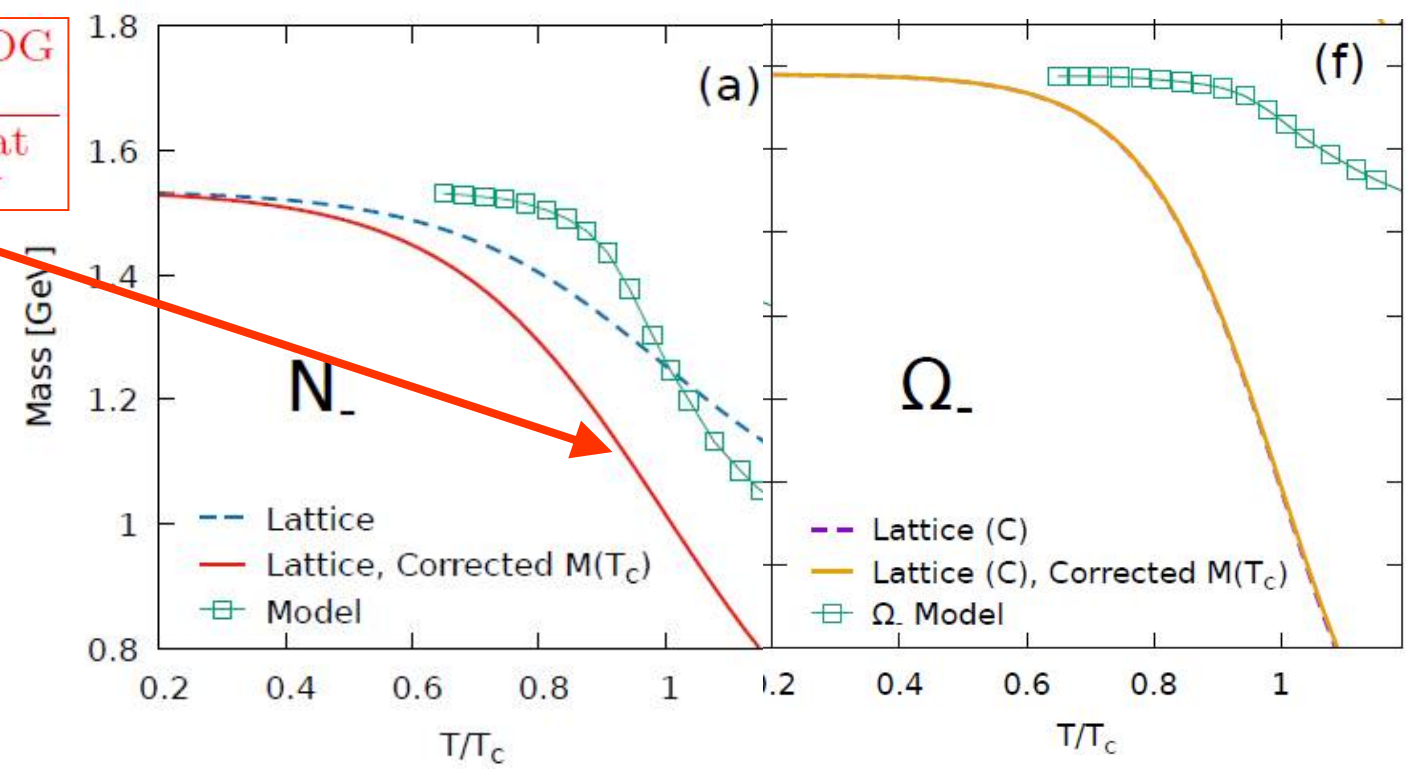 OG
at
Mass [GeV]
1.8
1.6
1.4
1.2
1
0.8
(a)
N-
Lattice
Lattice, Corrected M(Tc)
Model
0.2 0.4 0.6 0.8 1
T/Tc
(f)
Ω-
Lattice (C)
Lattice (C), Corrected M(Tc)
Ω- Model
0.4 0.6 0.8 1
T/Tc